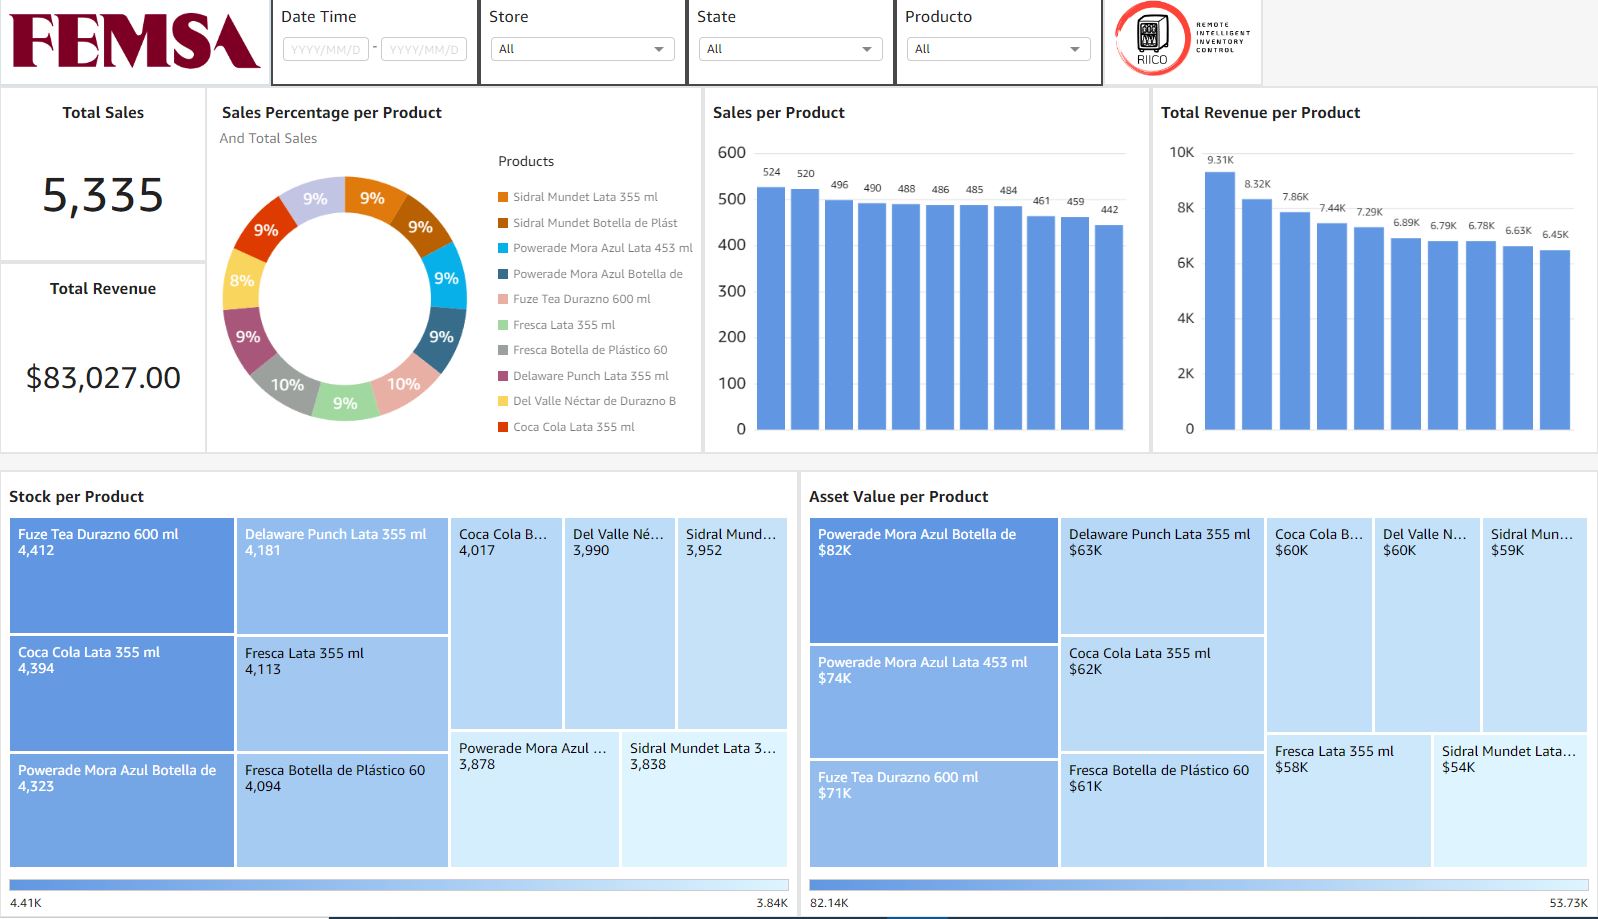 FEMSA
Date Time
YYYY/MM/D - YYYY/MM/D
Store
All
State
All
Producto
All
RIICO
REMOTE
INTELLIGENT
INVENTORY
CONTROL
Total Sales
5,335
Total Revenue
$83,027.00
Sales Percentage per Product
And Total Sales
9%
9%
9%
9%
10%
9%
10%
9%
8%
9%
9%
Products
Sidral Mundet Lata 355 ml
Sidral Mundet Botella de Plást
Powerade Mora Azul Lata 453 ml
Powerade Mora Azul Botella de
Fuze Tea Durazno 600 ml
Fresca Lata 355 ml
Fresca Botella de Plástico 60
Delaware Punch Lata 355 ml
Del Valle Néctar de Durazno B
Coca Cola Lata 355 ml
Sales per Product
600
500
400
300
200
100
0
524 520 496 490 488 486 485 484 461 459 442
Total Revenue per Product
10K
8K
6K
4K
2K
0
9.31K 8.32K 7.86K 7.44K 7.29K 6.89K 6.79K 6.78K 6.63K 6.45K
Stock per Product
Fuze Tea Durazno 600 ml
4,412
Coca Cola Lata 355 ml
4,394
Powerade Mora Azul Botella de
4,323
Delaware Punch Lata 355 ml
4,181
Fresca Lata 355 ml
4,113
Fresca Botella de Plástico 60
4,094
Coca Cola B...
4,017
Del Valle Né...
3,990
Sidral Mund...
3,952
Powerade Mora Azul ...
3,878
Sidral Mundet Lata 3...
3,838
4.41K
3.84K
Asset Value per Product
Powerade Mora Azul Botella de
$82K
Powerade Mora Azul Lata 453 ml
$74K
Fuze Tea Durazno 600 ml
$71K
Delaware Punch Lata 355 ml
$63K
Coca Cola Lata 355 ml
$62K
Fresca Botella de Plástico 60
$61K
Coca Cola B...
$60K
Del Valle N...
$60K
Sidral Mun...
$59K
Fresca Lata 355 ml
$58K
Sidral Mundet Lata...
$54K
82.14K
53.73K